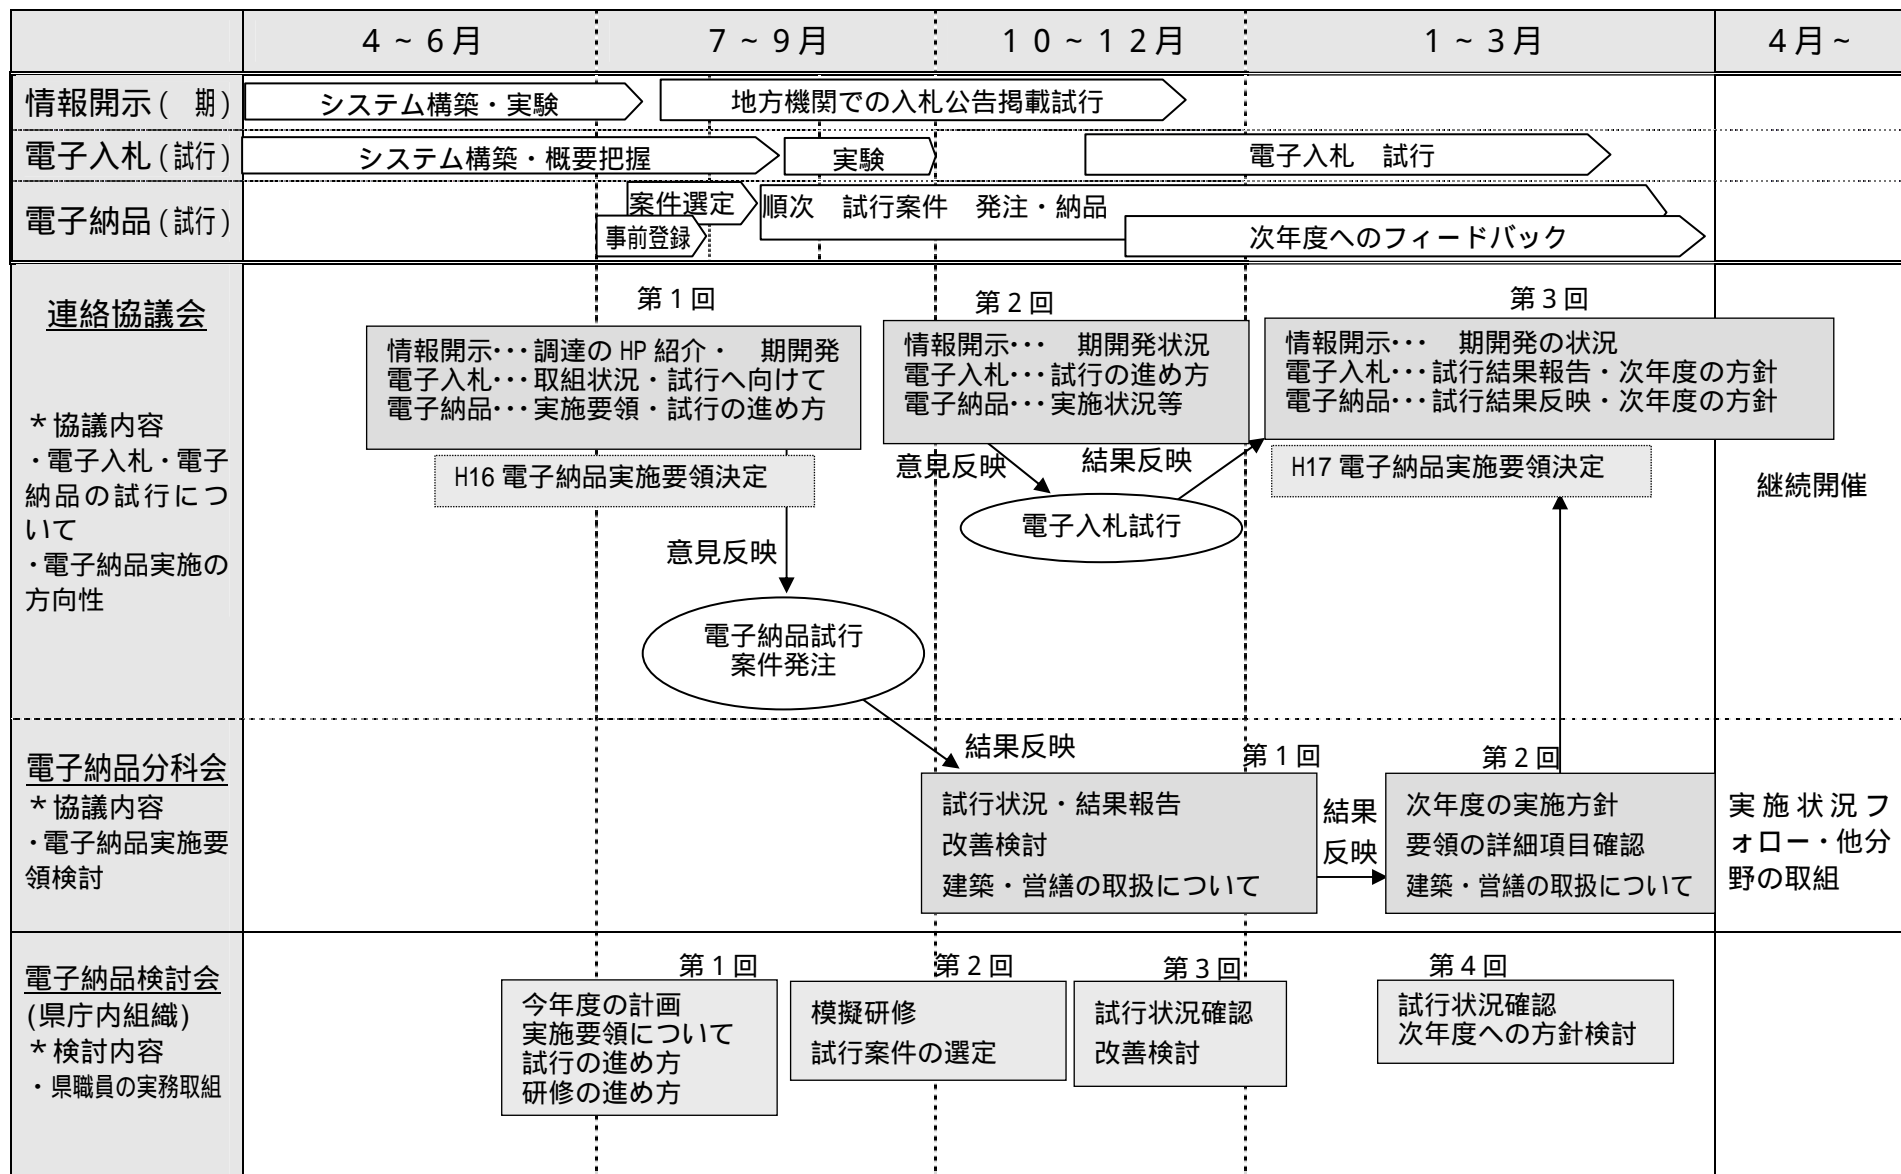 4～6月
7～9月
10～12月
1～3月
4月～
情報開示(　期)
システム構築・実験
地方機関での入札公告掲載試行
電子入札(試行)
システム構築・概要把握
実験
電子入札　試行
電子納品(試行)
案件選定
事前登録
順次　試行案件　発注・納品
次年度へのフィードバック
連絡協議会
＊協議内容
・電子入札・電子
納品の試行につ
いて
・電子納品実施の
方向性
第1回
情報開示･･･調達のHP紹介・　期開発
電子入札･･･取組状況・試行へ向けて
電子納品･･･実施要領・試行の進め方
H16電子納品実施要領決定
意見反映
電子納品試行
案件発注
第2回
情報開示･･･　期開発状況
電子入札･･･試行の進め方
電子納品･･･実施状況等
意見反映
結果反映
電子入札試行
第3回
情報開示･･･　期開発の状況
電子入札･･･試行結果報告・次年度の方針
電子納品･･･試行結果反映・次年度の方針
H17電子納品実施要領決定
継続開催
電子納品分科会
＊協議内容
・電子納品実施要
領検討
結果反映
第1回
試行状況・結果報告
改善検討
建築・営繕の取扱について
結果
反映
第2回
次年度の実施方針
要領の詳細項目確認
建築・営繕の取扱について
実施状況フ
ォロー・他分
野の取組
電子納品検討会
(県庁内組織)
＊検討内容
・県職員の実務取組
第1回
今年度の計画
実施要領について
試行の進め方
研修の進め方
第2回
模擬研修
試行案件の選定
第3回
試行状況確認
改善検討
第4回
試行状況確認
次年度への方針検討